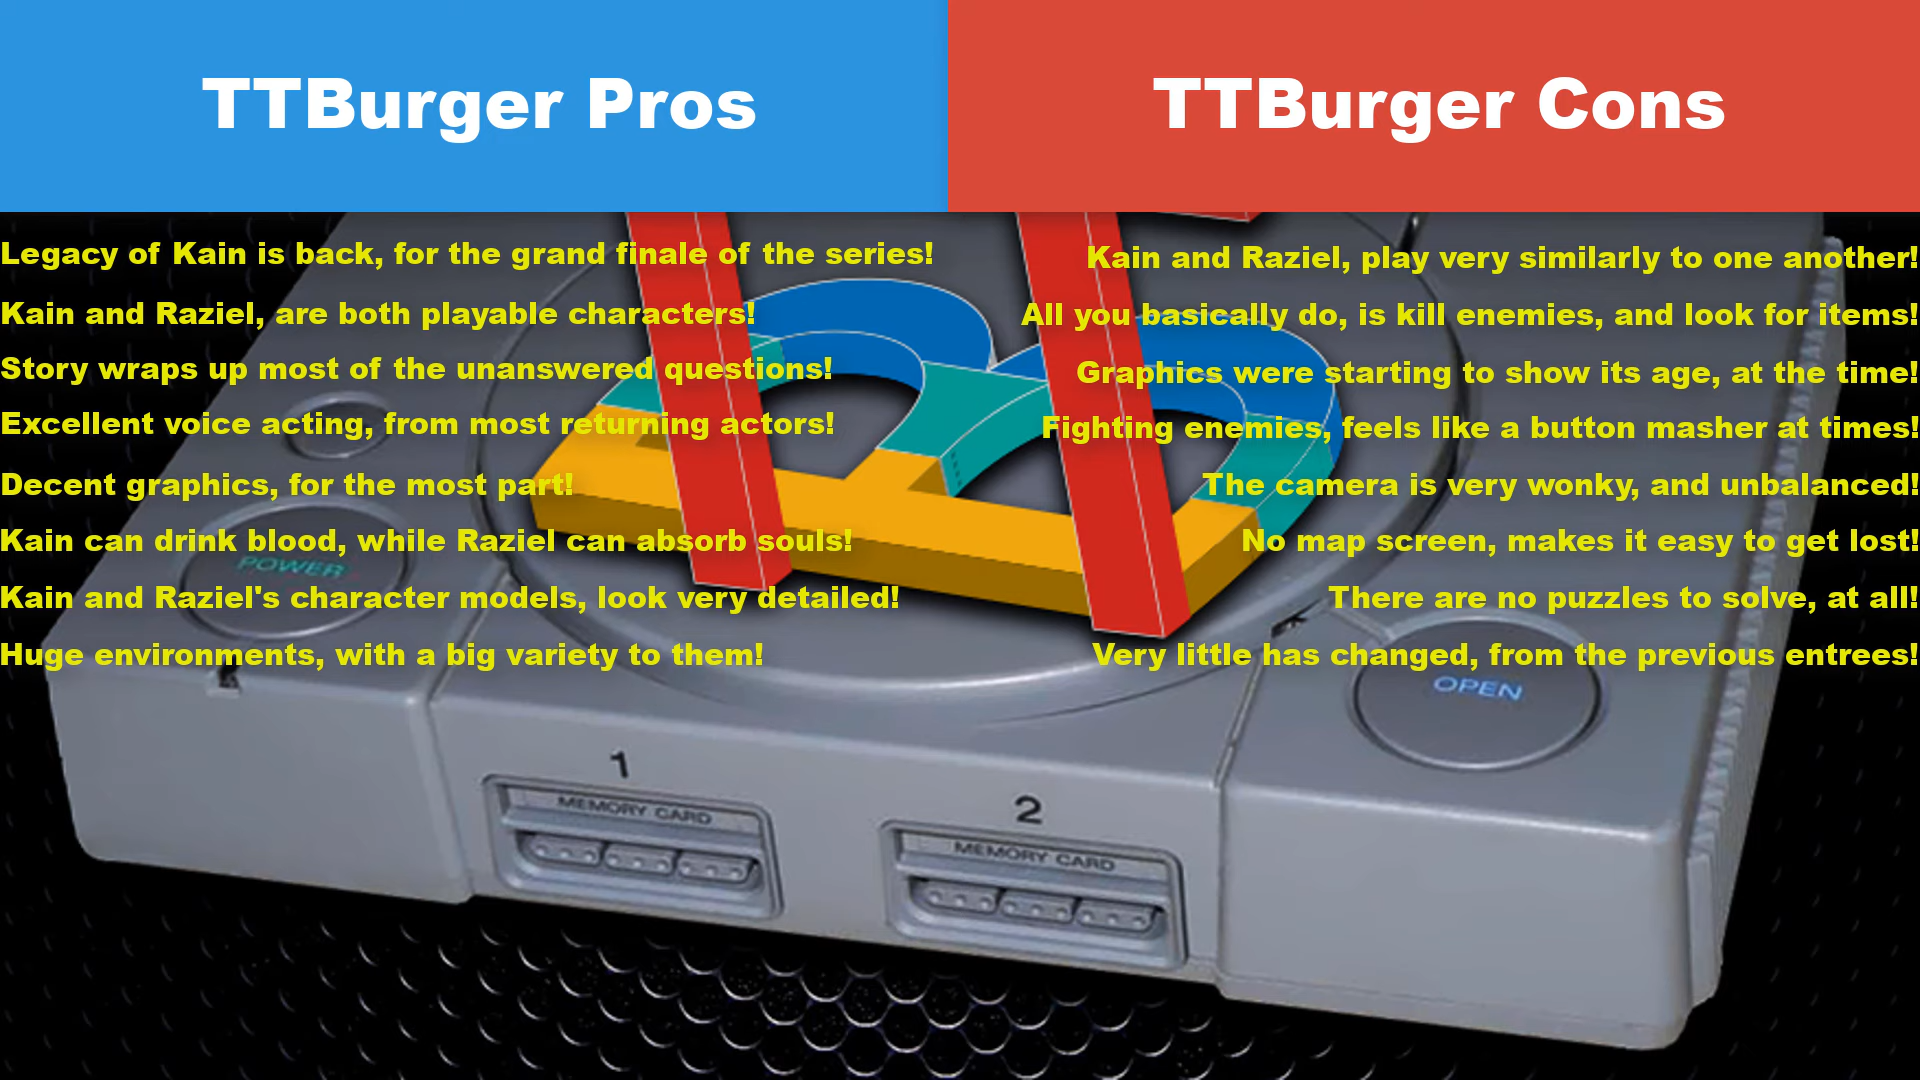 TTBurger Pros
TTBurger Cons
Legacy of Kain is back, for the grand finale of the series!
Kain and Raziel, are both playable characters!
Story wraps up most of the unanswered questions!
Excellent voice acting, from most returning actors!
Decent graphics, for the most part!
Kain can drink blood, while Raziel can absorb souls!
Kain and Raziel's character models, look very detailed!
Huge environments, with a big variety to them!
Kain and Raziel, play very similarly to one another!
All you basically do, is kill enemies, and look for items!
Graphics were starting to show its age, at the time!
Fighting enemies, feels like a button masher at times!
The camera is very wonky, and unbalanced!
No map screen, makes it easy to get lost!
There are no puzzles to solve, at all!
Very little has changed, from the previous entrees!
POWER
OPEN
1
MEMORY CARD
2
MEMORY CARD